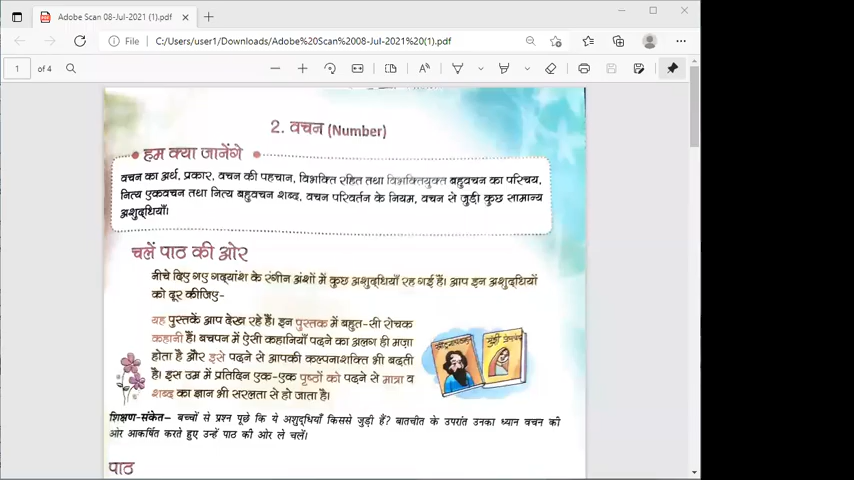 Adobe Scan 08-Jul-2021 (1).pdf
File
C:/Users/user1/Downloads/Adobe%20Scan%2008-Jul-2021%20(1).pdf
1 of 4
2. वचन (Number)
हम क्या जानेंगे
वचन का अर्थ, प्रकार, वचन की पहचान, विभक्ति रहित तथा विभक्तियुक्त बहुवचन का परिचय,
नित्य एकवचन तथा नित्य बहुवचन शब्द, वचन परिवर्तन के नियम, वचन से जुड़ी कुछ सामान्य
अशुद्धियाँ।
चलें पाठ की ओर
नीचे दिए गए गद्यांश के रंगीन अंशों में कुछ अशुद्धियाँ रह गई हैं। आप इन अशुद्धियों
को दूर कीजिए-
यह पुस्तकें आप देख रहे हैं। इन पुस्तक में बहुत-सी रोचक
कहानी हैं। बचपन में ऐसी कहानियाँ पढ़ने का अलग ही मज़ा
होता है और इसे पढ़ने से आपकी कल्पनाशक्ति भी बढ़ती
है। इस उम्र में प्रतिदिन एक-एक पृष्ठों को पढ़ने से मात्रा व
शब्द का ज्ञान भी सरलता से हो जाता है।
शिक्षण-संकेत– बच्चों से प्रश्न पूछें कि ये अशुद्धियाँ किससे जुड़ी हैं? बातचीत के उपरांत उनका ध्यान वचन की
ओर आकर्षित करते हुए उन्हें पाठ की ओर ले चलें।
पाठ